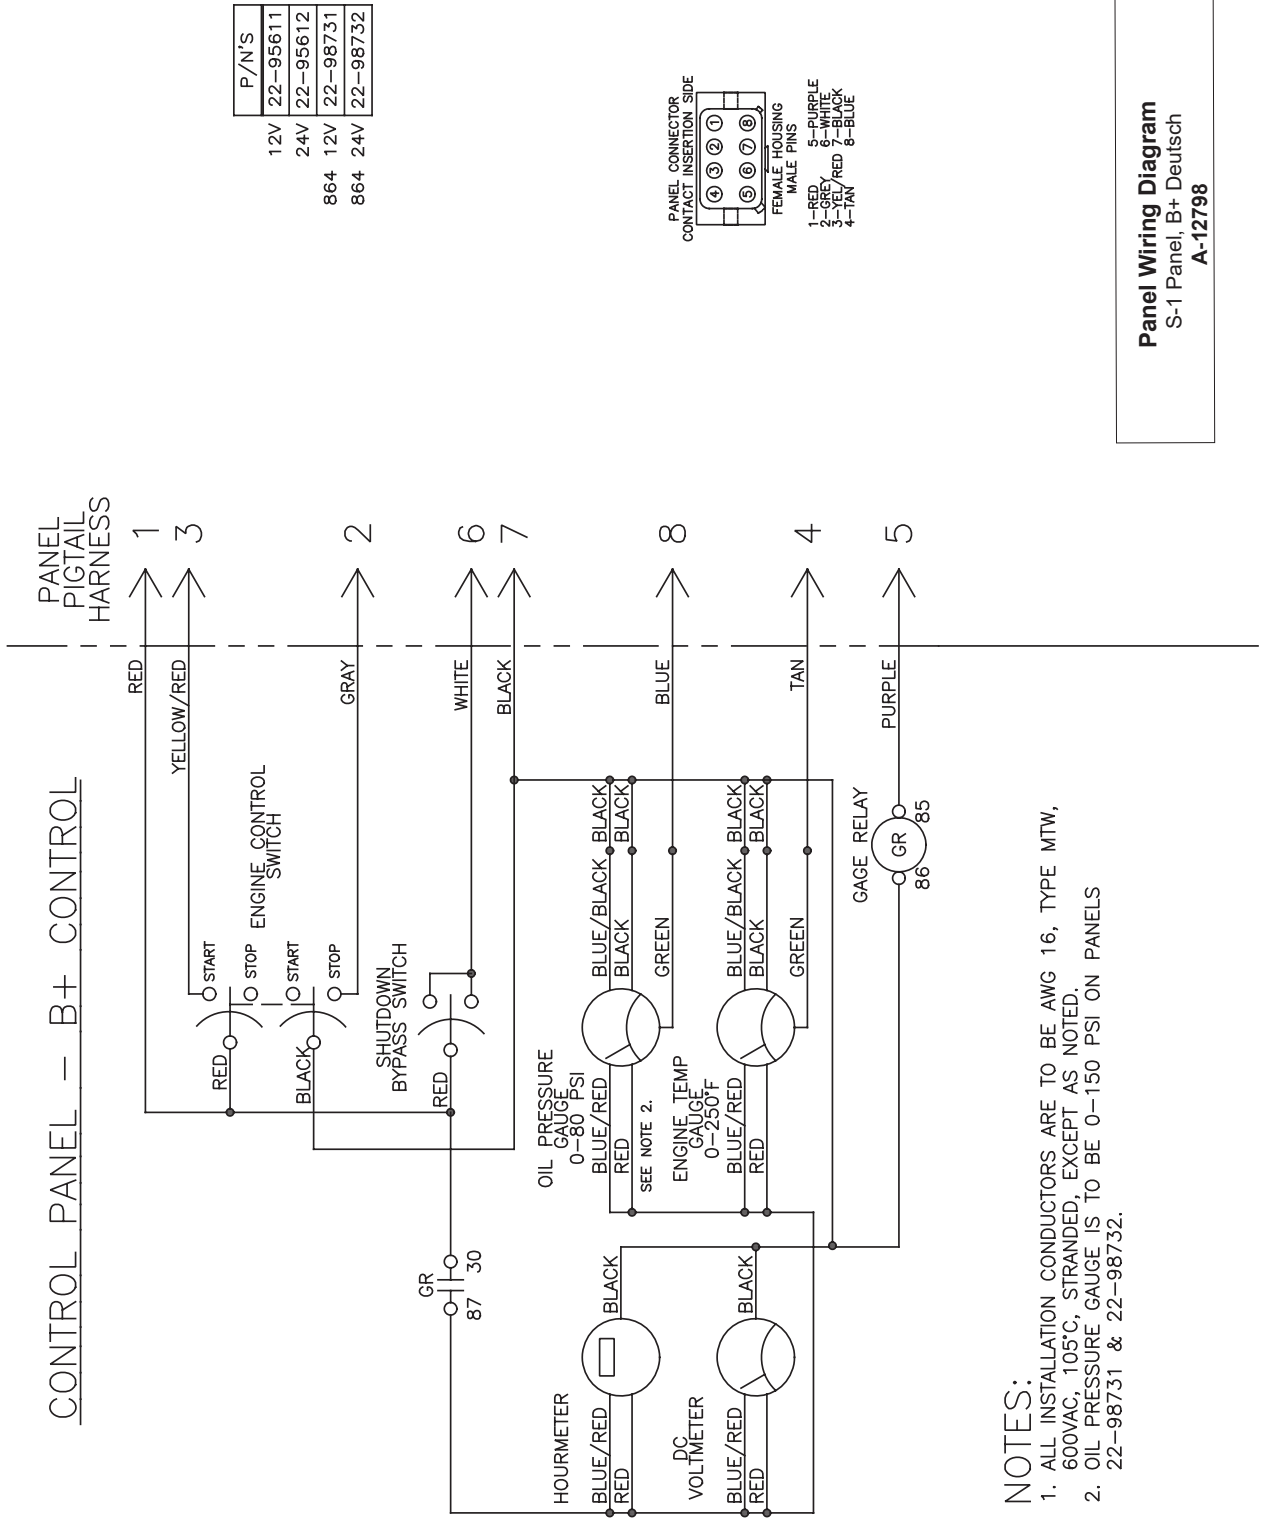 CONTROL PANEL - B+ CONTROL
PANEL
PIGTAIL
HARNESS
P/N'S
12V 22-95611
24V 22-95612
864 12V 22-98731
864 24V 22-98732
RED
1
YELLOW/RED
3
START
STOP
START
STOP
ENGINE CONTROL
SWITCH
RED
BLACK
GRAY
2
SHUTDOWN
BYPASS SWITCH
RED
WHITE
6
BLACK
7
GR
87
30
OIL PRESSURE
GAUGE
0-80 PSI
BLUE/RED
RED
SEE NOTE 2.
BLUE/BLACK
BLACK
BLACK
BLACK
GREEN
BLUE
8
HOURMETER
BLUE/RED
RED
BLACK
ENGINE TEMP
GAUGE
0-250°F
BLUE/RED
RED
BLUE/BLACK
BLACK
BLACK
BLACK
GREEN
TAN
4
DC
VOLTMETER
BLUE/RED
RED
BLACK
GAGE RELAY
86
GR
85
PURPLE
5
PANEL CONNECTOR
CONTACT INSERTION SIDE
4 3 2 1
5 6 7 8
FEMALE HOUSING
MALE PINS
1-RED 5-PURPLE
2-GREY 6-WHITE
3-YEL/RED 7-BLACK
4-TAN 8-BLUE
NOTES:
1. ALL INSTALLATION CONDUCTORS ARE TO BE AWG 16, TYPE MTW,
600VAC, 105°C, STRANDED, EXCEPT AS NOTED.
2. OIL PRESSURE GAUGE IS TO BE 0-150 PSI ON PANELS
22-98731 & 22-98732.
Panel Wiring Diagram
S-1 Panel, B+ Deutsch
A-12798